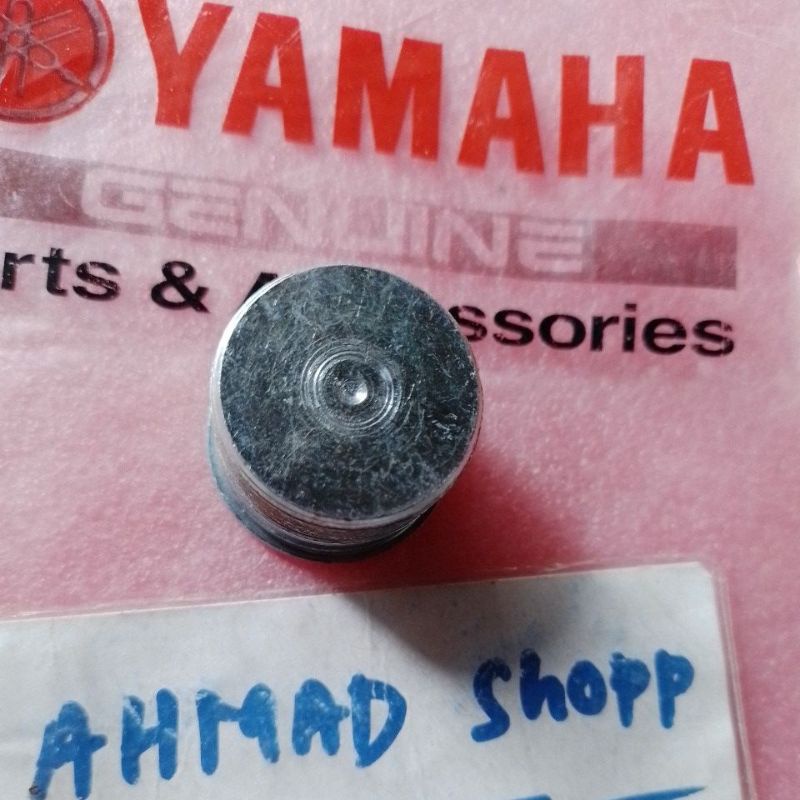 YAMAHA
GENUINE
rts & A ssories
AHMAD Shopp